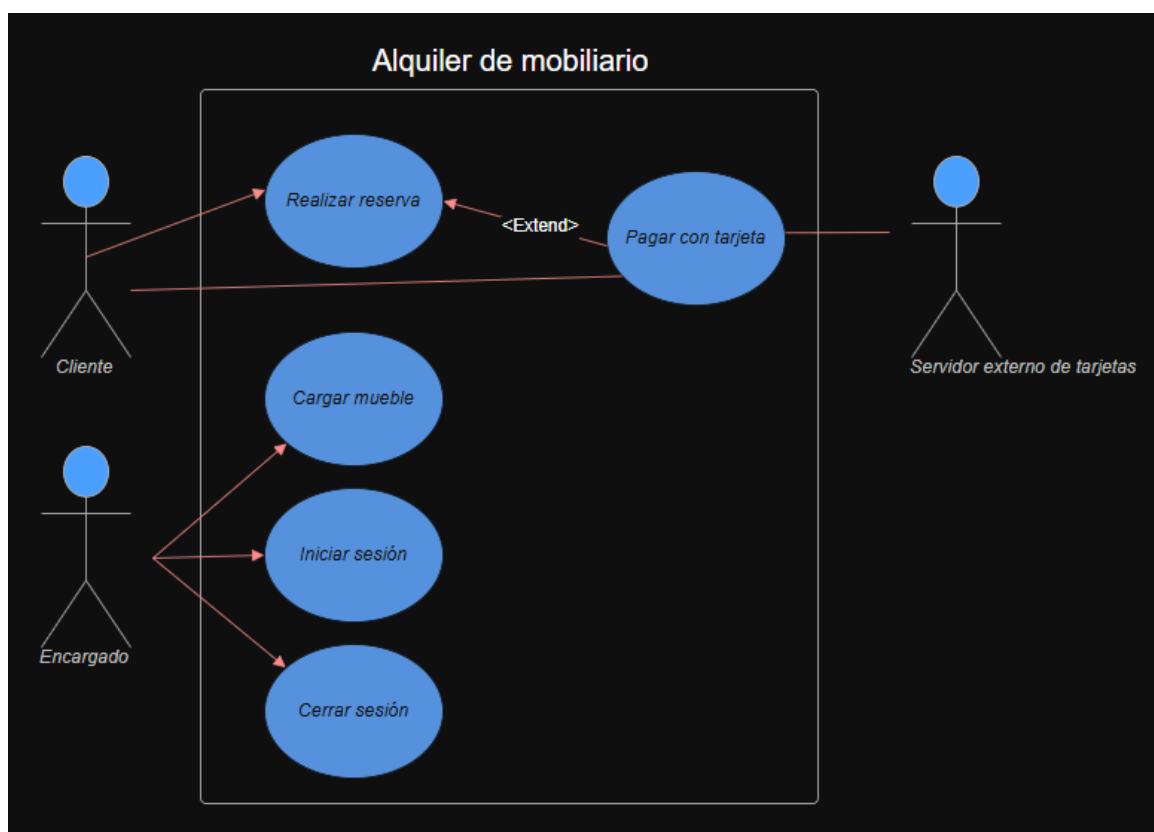 Alquiler de mobiliario
Realizar reserva
<Extend>
Pagar con tarjeta
Cliente
Servidor externo de tarjetas
Cargar mueble
Iniciar sesión
Encargado
Cerrar sesión